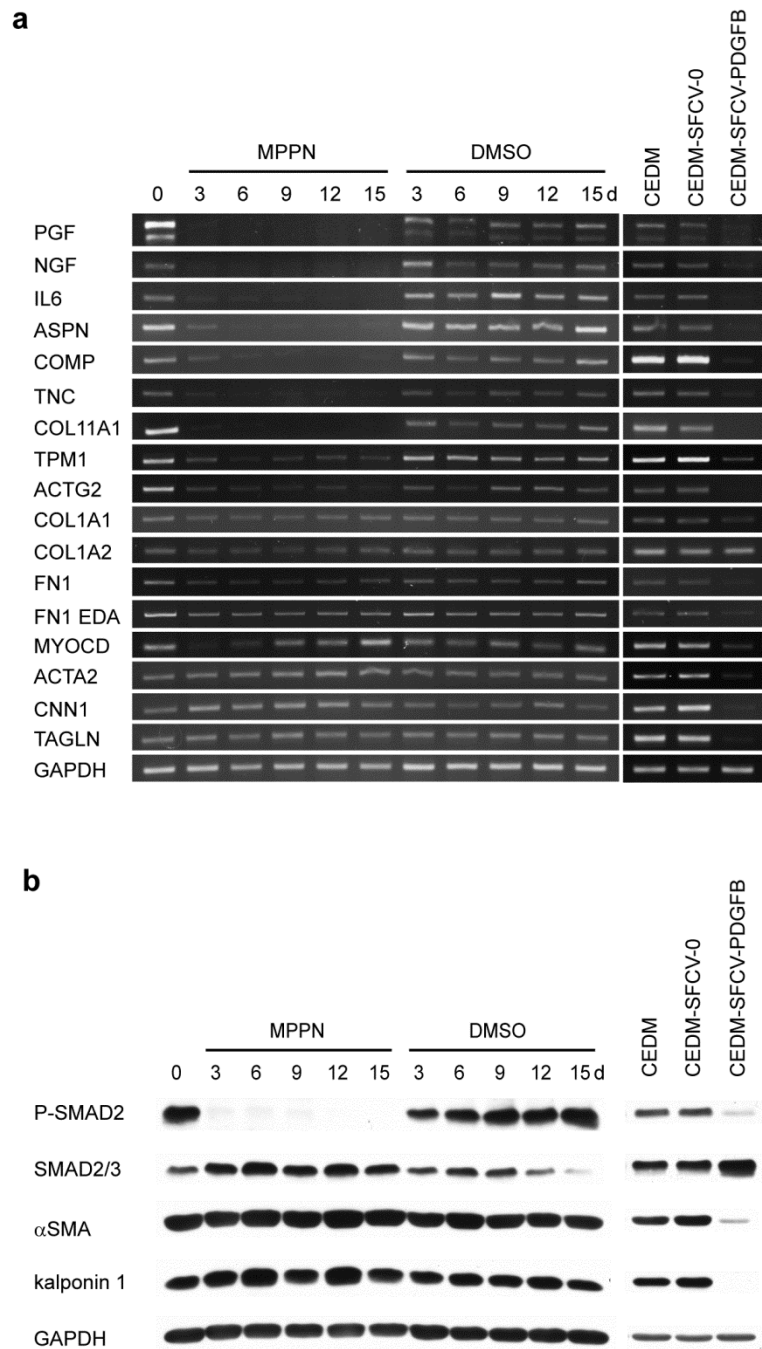 a
MPPN DMSO
0 3 6 9 12 15 3 6 9 12 15 d CEDM CEDM-SFCV-0 CEDM-SFCV-PDGFB
PGF
NGF
IL6
ASPN
COMP
TNC
COL11A1
TPM1
ACTG2
COL1A1
COL1A2
FN1
FN1 EDA
MYOCD
ACTA2
CNN1
TAGLN
GAPDH
b
MPPN DMSO
0 3 6 9 12 15 3 6 9 12 15 d CEDM CEDM-SFCV-0 CEDM-SFCV-PDGFB
P-SMAD2
SMAD2/3
αSMA
kalponin 1
GAPDH